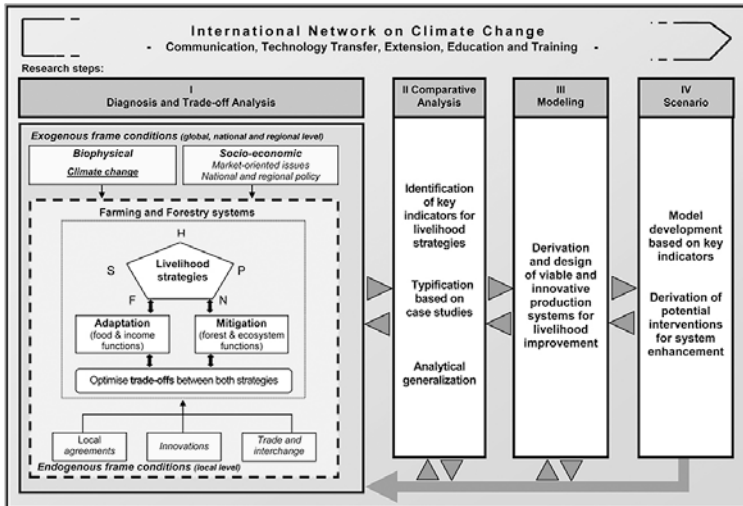 International Network on Climate Change
- Communication, Technology Transfer, Extension, Education and Training -
Research steps:
I
Diagnosis and Trade-off Analysis
Exogenous frame conditions (global, national and regional level)
Biophysical
Climate change
Socio-economic
Market-oriented issues
National and regional policy
Farming and Forestry systems
H
S
Livelihood
strategies
P
F
N
Adaptation
(food & income
functions)
Mitigation
(forest & ecosystem
functions)
Optimise trade-offs between both strategies
Local
agreements
Innovations
Trade and
interchange
Endogenous frame conditions (local level)
II Comparative
Analysis
Identification
of key
indicators for
livelihood
strategies
Typification
based on
case studies
Analytical
generalization
III
Modeling
Derivation
and design
of viable and
innovative
production
systems for
livelihood
improvement
IV
Scenario
Model
development
based on key
indicators
Derivation of
potential
interventions
for system
enhancement